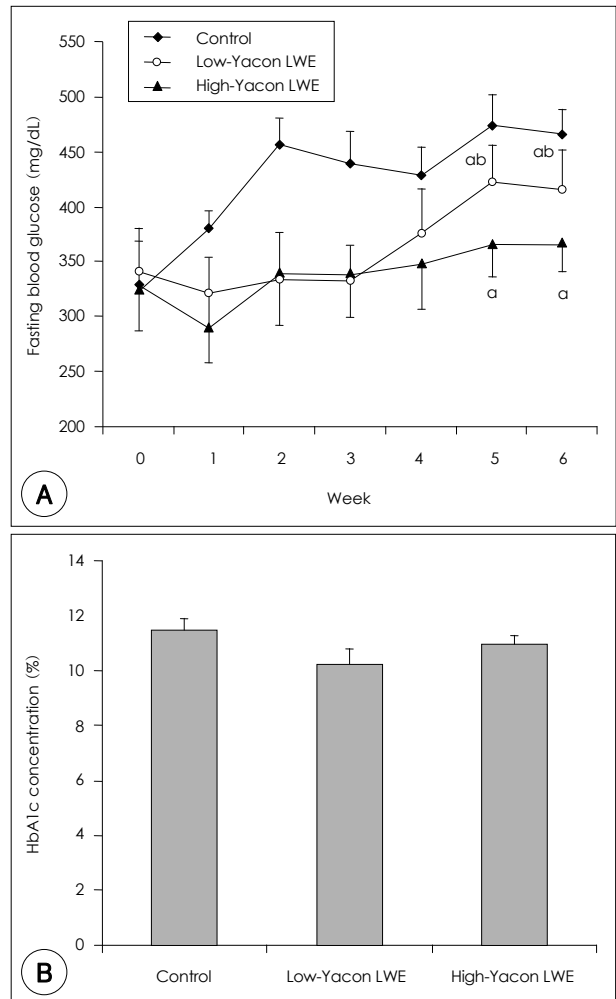 550
500
450
400
350
300
250
200
Fasting blood glucose (mg/dL)
Control
Low-Yacon LWE
High-Yacon LWE
ab
ab
a
a
0 1 2 3 4 5 6
Week
A
14
12
10
8
6
4
2
0
HbA1c concentration (%)
Control Low-Yacon LWE High-Yacon LWE
B